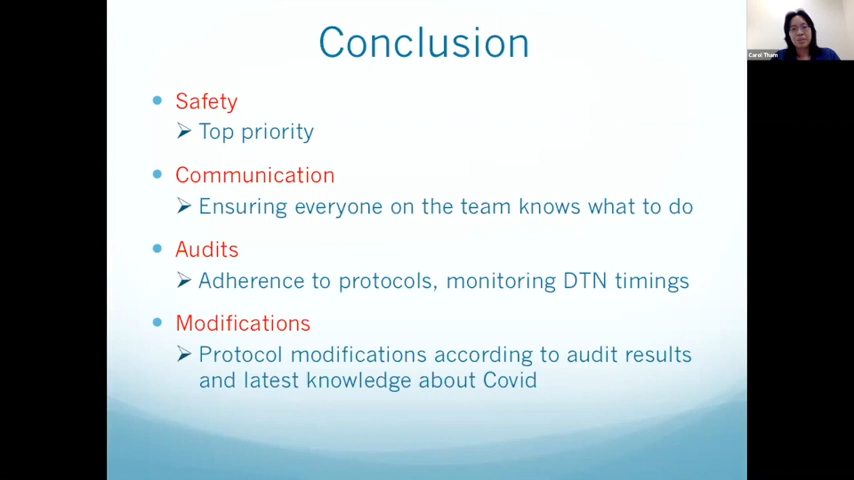 Conclusion
Carol Tham
• Safety
➢ Top priority
• Communication
➢ Ensuring everyone on the team knows what to do
• Audits
➢ Adherence to protocols, monitoring DTN timings
• Modifications
➢ Protocol modifications according to audit results
and latest knowledge about Covid